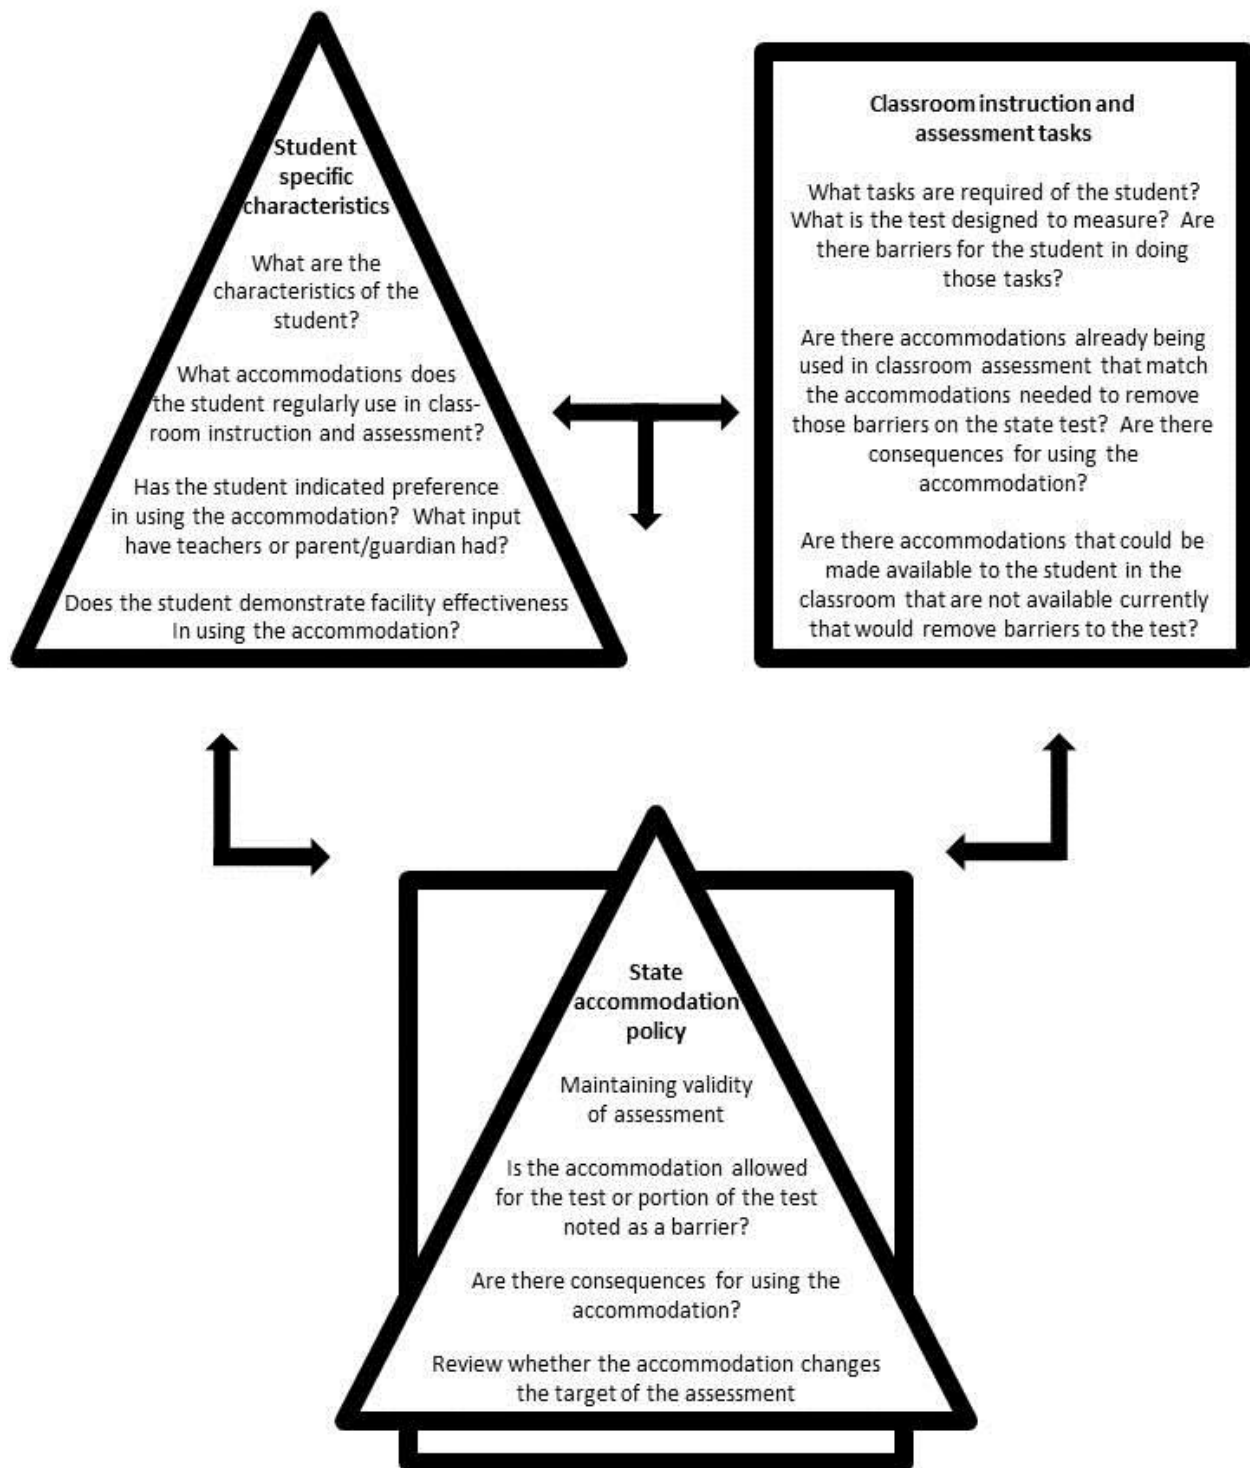 Student
specific
characteristics
What are the
characteristics of the
student?
What accommodations does
the student regularly use in class-
room instruction and assessment?
Has the student indicated preference
in using the accommodation? What input
have teachers or parent/guardian had?
Does the student demonstrate facility effectiveness
In using the accommodation?
Classroom instruction and
assessment tasks
What tasks are required of the student?
What is the test designed to measure? Are
there barriers for the student in doing
those tasks?
Are there accommodations already being
used in classroom assessment that match
the accommodations needed to remove
those barriers on the state test? Are there
consequences for using the
accommodation?
Are there accommodations that could be
made available to the student in the
classroom that are not available currently
that would remove barriers to the test?
State
accommodation
policy
Maintaining validity
of assessment
Is the accommodation allowed
for the test or portion of the test
noted as a barrier?
Are there consequences for using the
accommodation?
Review whether the accommodation changes
the target of the assessment